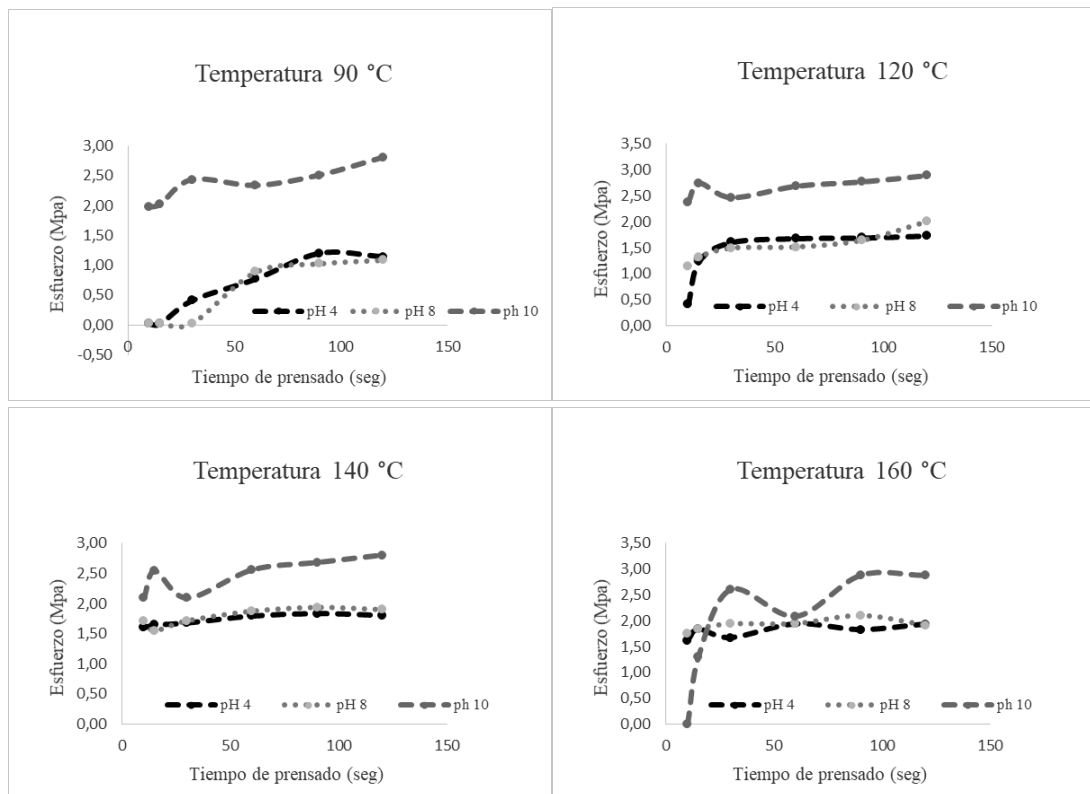 Temperatura 90 °C
3,00
2,50
2,00
1,50
1,00
0,50
0,00
-0,50
Esfuerzo (Mpa)
50
100
150
pH 4
pH 8
ph 10
Tiempo de prensado (seg)
Temperatura 120 °C
3,50
3,00
2,50
2,00
1,50
1,00
0,50
0,00
Esfuerzo (Mpa)
0
50
100
150
pH 4
pH 8
ph 10
Tiempo de prensado (seg)
Temperatura 140 °C
3,00
2,50
2,00
1,50
1,00
0,50
0,00
Esfuerzo (Mpa)
0
50
100
150
pH 4
pH 8
ph 10
Tiempo de prensado (seg)
Temperatura 160 °C
3,50
3,00
2,50
2,00
1,50
1,00
0,50
0,00
Esfuerzo (Mpa)
0
50
100
150
pH 4
pH 8
ph 10
Tiempo de prensado (seg)